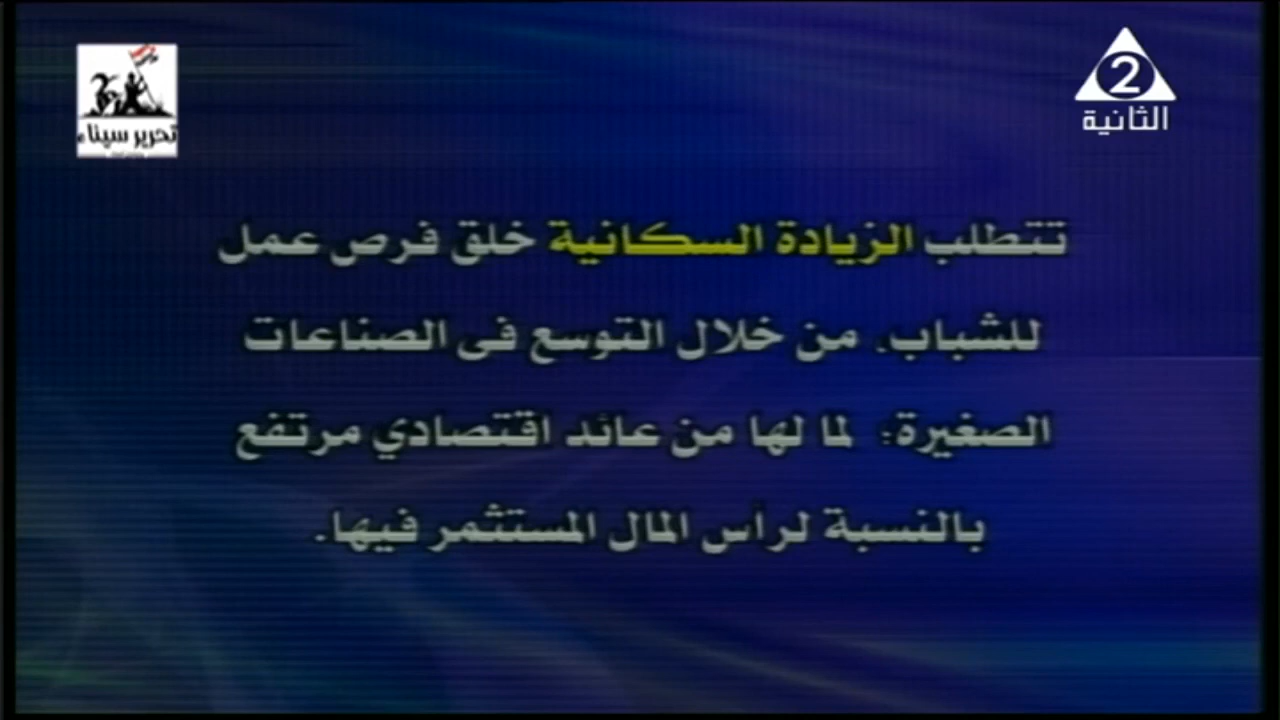 تحرير سيناء
2
الثانية
تتطلب الزيادة السكانية خلق فرص عمل
للشباب. من خلال التوسع فى الصناعات
الصغيرة؛ لما لها من عائد اقتصادي مرتفع
بالنسبة لرأس المال المستثمر فيها.